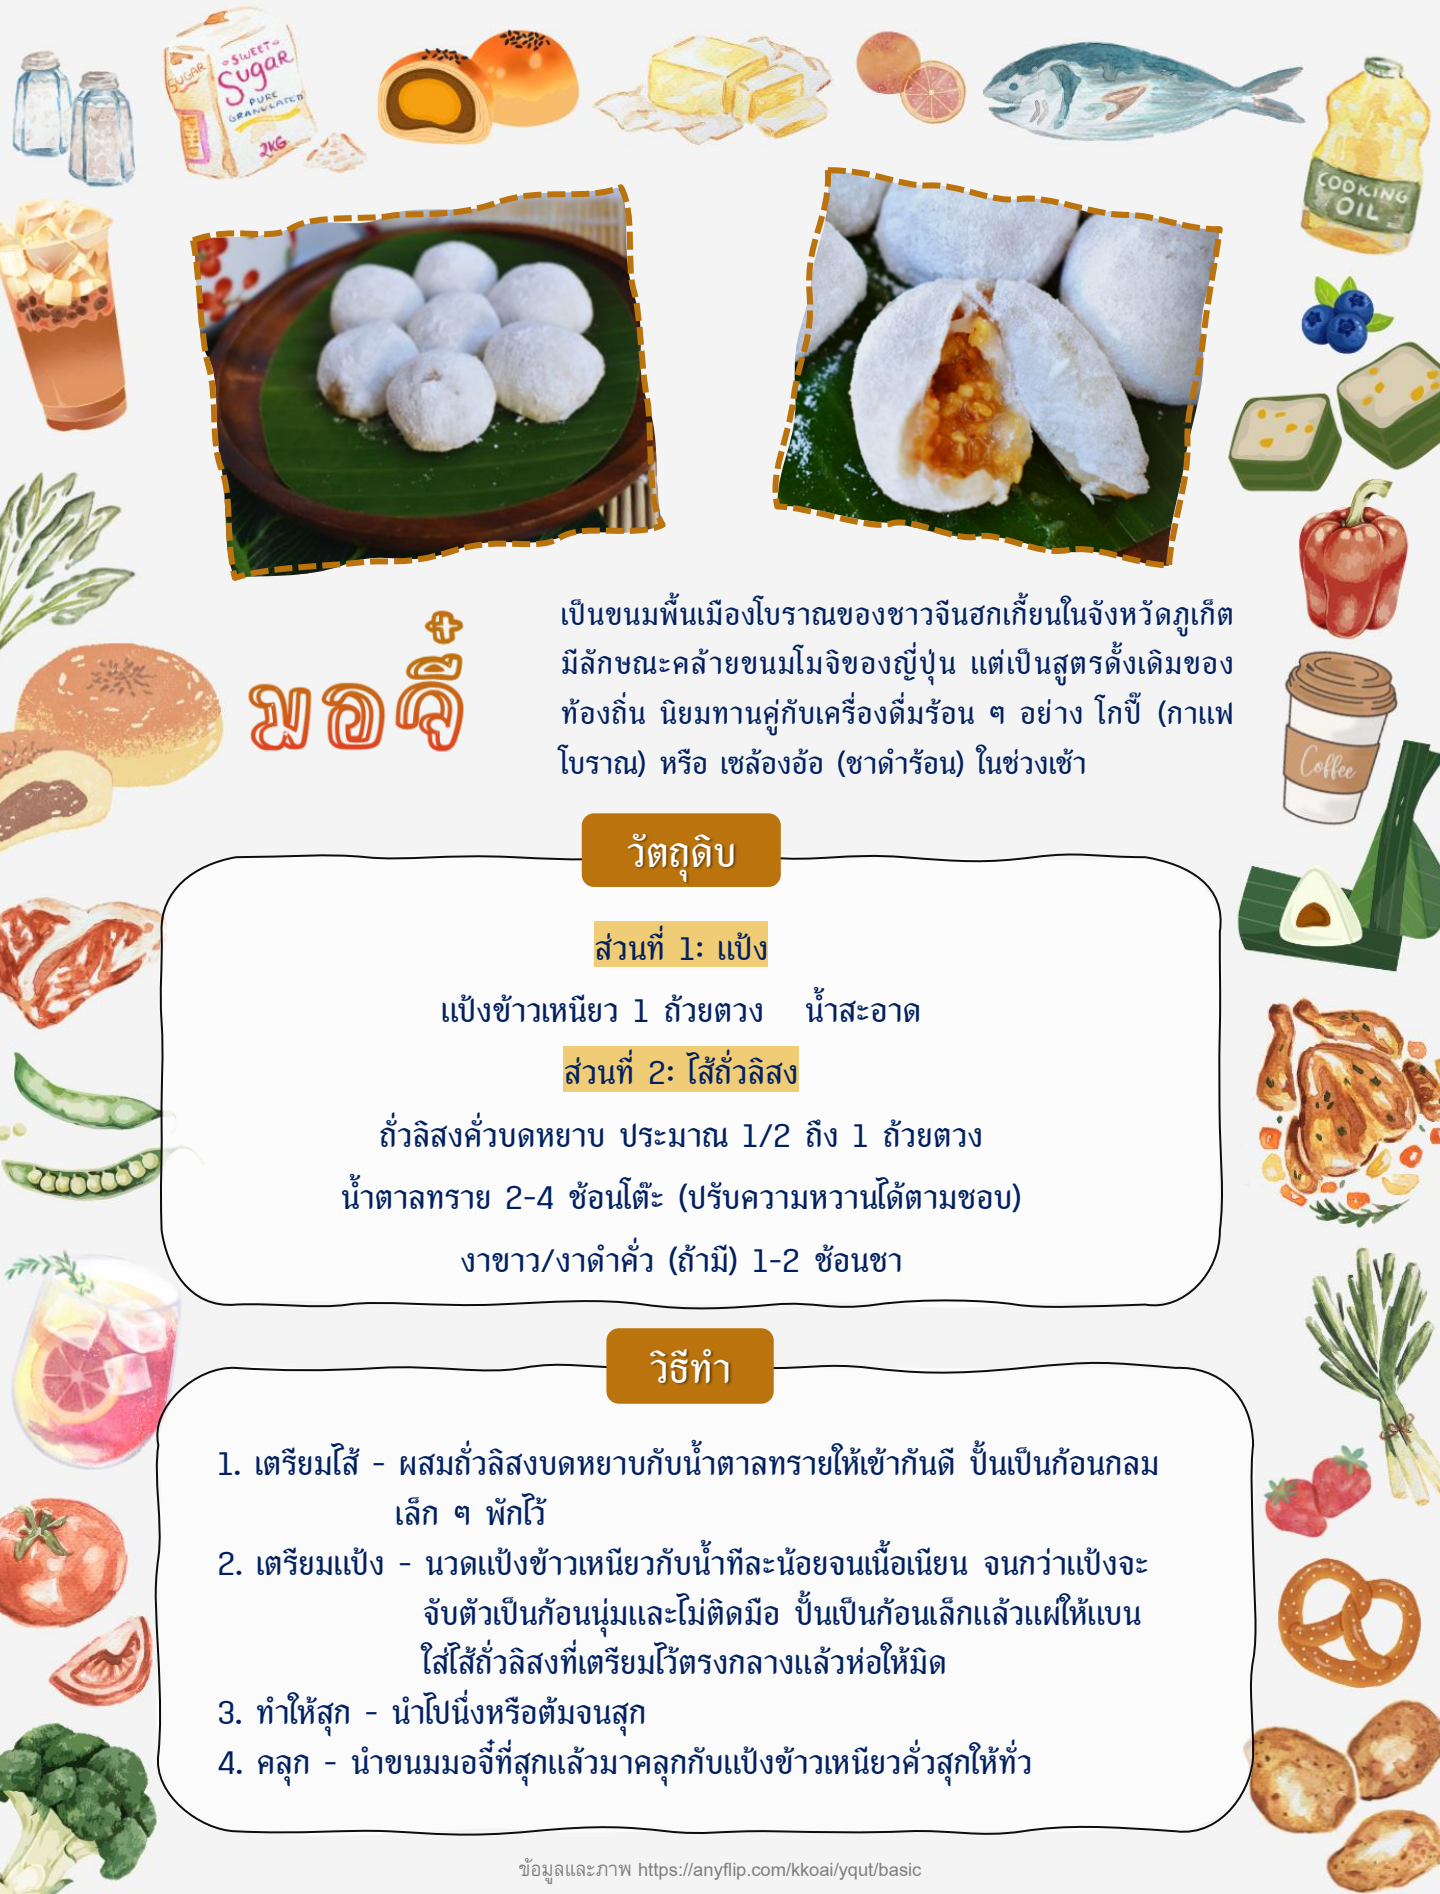 SWEET
Sugar
PURE
GRANULATED
2KG
SUGAR
COOKING
OIL
มอจี๋
เป็นขนมพื้นเมืองโบราณของชาวจีนฮกเกี้ยนในจังหวัดภูเก็ต
มีลักษณะคล้ายขนมโมจิของญี่ปุ่น แต่เป็นสูตรดั้งเดิมของ
ท้องถิ่น นิยมทานคู่กับเครื่องดื่มร้อน ๆ อย่าง โกปี๊ (กาแฟ
โบราณ) หรือ เซล้องอ้อ (ชาดำร้อน) ในช่วงเช้า
Coffee
วัตถุดิบ
ส่วนที่ 1: แป้ง
แป้งข้าวเหนียว 1 ถ้วยตวง น้ำสะอาด
ส่วนที่ 2: ไส้ถั่วลิสง
ถั่วลิสงคั่วบดหยาบ ประมาณ 1/2 ถึง 1 ถ้วยตวง
น้ำตาลทราย 2-4 ช้อนโต๊ะ (ปรับความหวานได้ตามชอบ)
งาขาว/งาดำคั่ว (ถ้ามี) 1-2 ช้อนชา
วิธีทำ
1. เตรียมไส้ - ผสมถั่วลิสงบดหยาบกับน้ำตาลทรายให้เข้ากันดี ปั้นเป็นก้อนกลม
เล็ก ๆ พักไว้
2. เตรียมแป้ง - นวดแป้งข้าวเหนียวกับน้ำทีละน้อยจนเนื้อเนียน จนกว่าแป้งจะ
จับตัวเป็นก้อนนุ่มและไม่ติดมือ ปั้นเป็นก้อนเล็กแล้วแผ่ให้แบน
ใส่ไส้ถั่วลิสงที่เตรียมไว้ตรงกลางแล้วห่อให้มิด
3. ทำให้สุก - นำไปนึ่งหรือต้มจนสุก
4. คลุก - นำขนมมอจี๋ที่สุกแล้วมาคลุกกับแป้งข้าวเหนียวคั่วสุกให้ทั่ว
ข้อมูลและภาพ https://anyflip.com/kkoai/yqut/basic